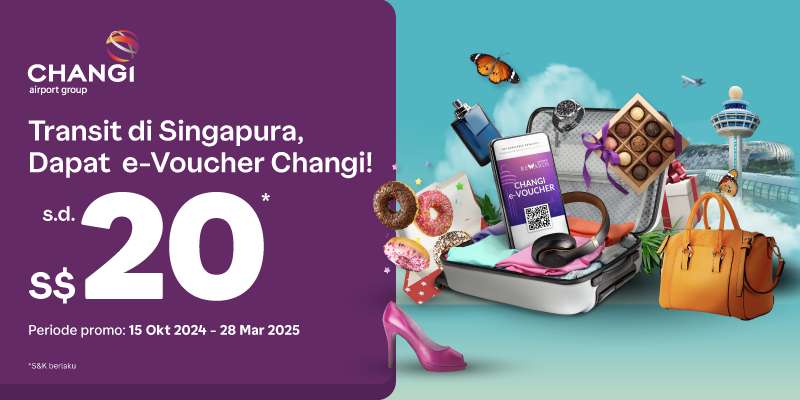 CHANGI
airport group
Transit di Singapura,
Dapat e-Voucher Changi!
s.d.
S$20*
Periode promo: 15 Okt 2024 - 28 Mar 2025
*S&K berlaku
CHANGI
e-VOUCHER